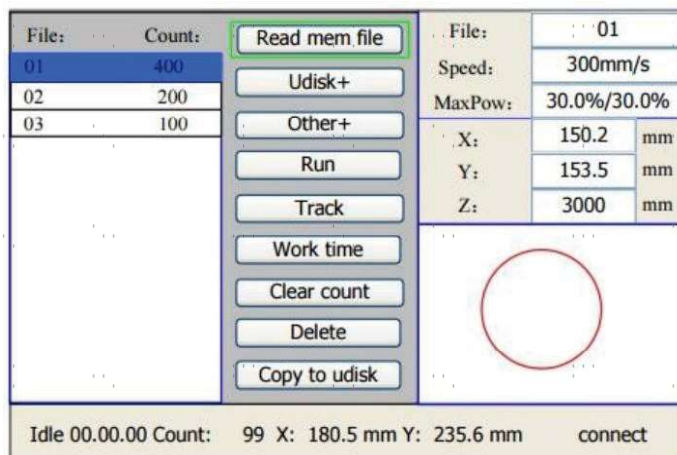 File: Count:
01 400
02 200
03 100
Read mem file
Udisk+
Other+
Run
Track
Work time
Clear count
Delete
Copy to udisk
File: 01
Speed: 300mm/s
MaxPow: 30.0%/30.0%
X: 150.2 mm
Y: 153.5 mm
Z: 3000 mm
Idle 00.00.00 Count: 99 X: 180.5 mm Y: 235.6 mm connect